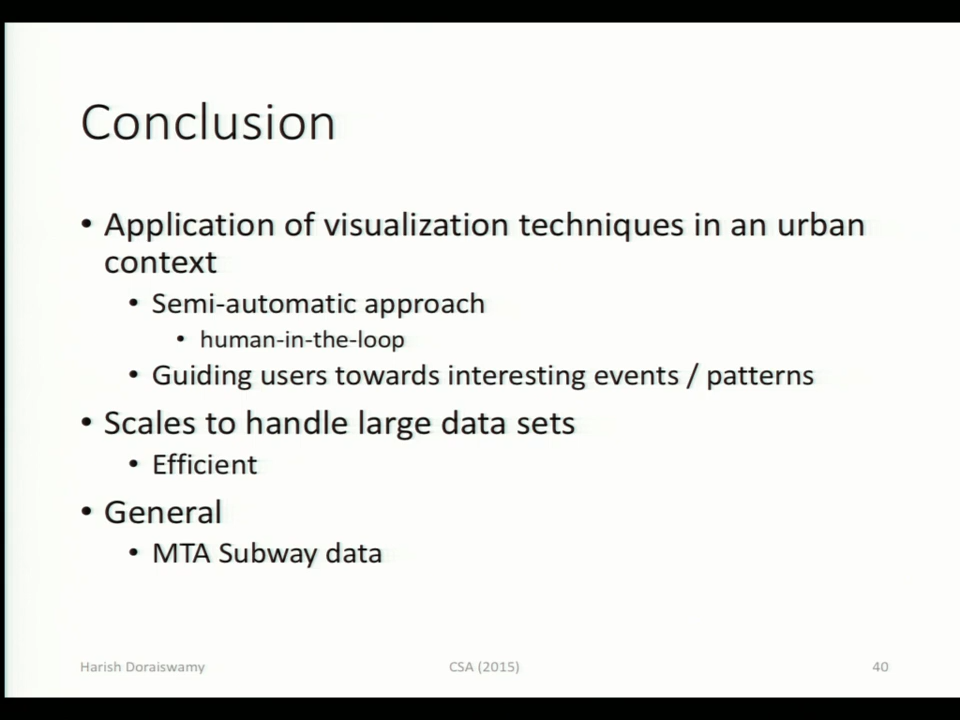 Conclusion
• Application of visualization techniques in an urban
context
• Semi-automatic approach
• human-in-the-loop
• Guiding users towards interesting events / patterns
• Scales to handle large data sets
• Efficient
• General
• MTA Subway data
Harish Doraiswamy CSA (2015) 40